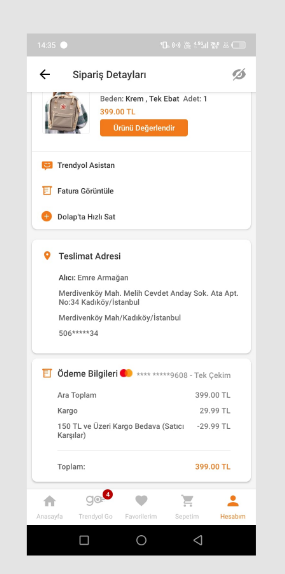 14:35
Sipariş Detayları
Beden: Krem , Tek Ebat Adet: 1
399.00 TL
Ürünü Değerlendir
Trendyol Asistan
Fatura Görüntüle
Dolap'ta Hızlı Sat
Teslimat Adresi
Alıcı: Emre Armağan
Merdivenköy Mah. Melih Cevdet Anday Sok. Ata Apt.
No:34 Kadıköy/İstanbul
Merdivenköy Mah/Kadıköy/İstanbul
506*****34
Ödeme Bilgileri **** *****9608 - Tek Çekim
Ara Toplam 399.00 TL
Kargo 29.99 TL
150 TL ve Üzeri Kargo Bedava (Satıcı -29.99 TL
Karşılar)
Toplam: 399.00 TL
4
Anasayfa Trendyol Go Favorilerim Sepetim Hesabım